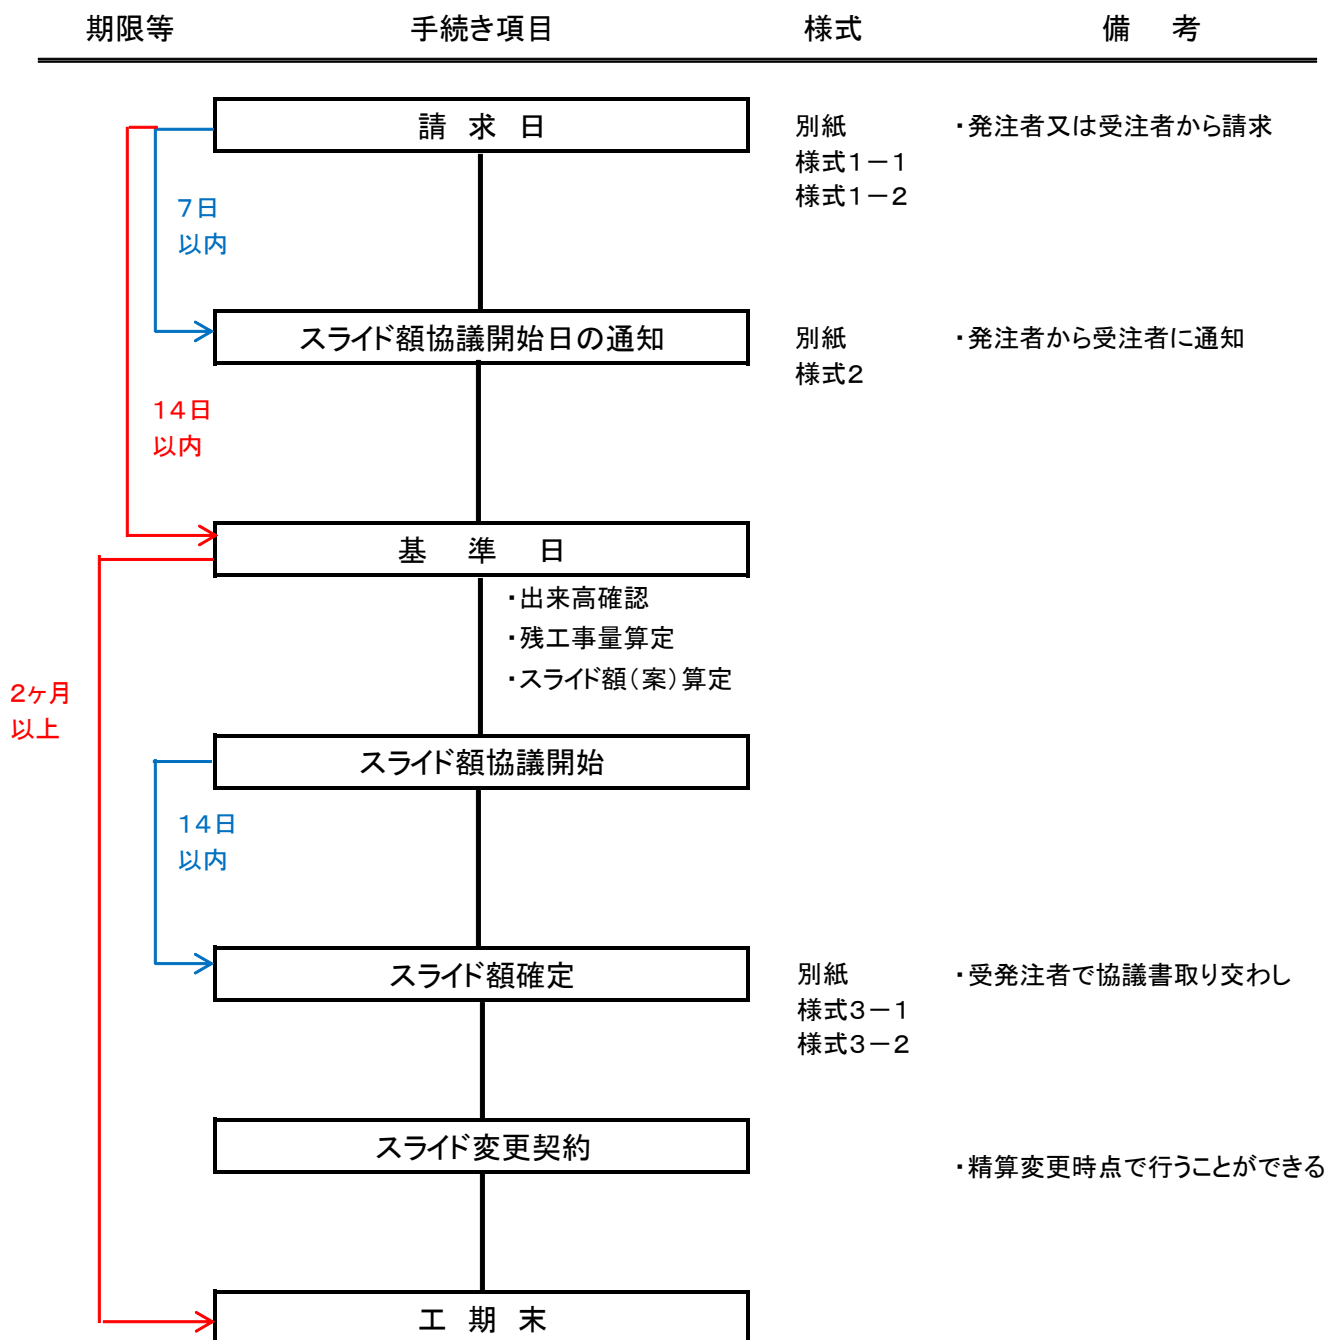 期限等　手続き項目　様式　備　考
請　求　日
別紙
様式１－１
様式１－２
・発注者又は受注者から請求
７日
以内
スライド額協議開始日の通知
別紙
様式２
・発注者から受注者に通知
１４日
以内
基　準　日
・出来高確認
・残工事量算定
・スライド額（案）算定
２ヶ月
以上
スライド額協議開始
１４日
以内
スライド額確定
別紙
様式３－１
様式３－２
・受発注者で協議書取り交わし
スライド変更契約
・精算変更時点で行うことができる
工　期　末